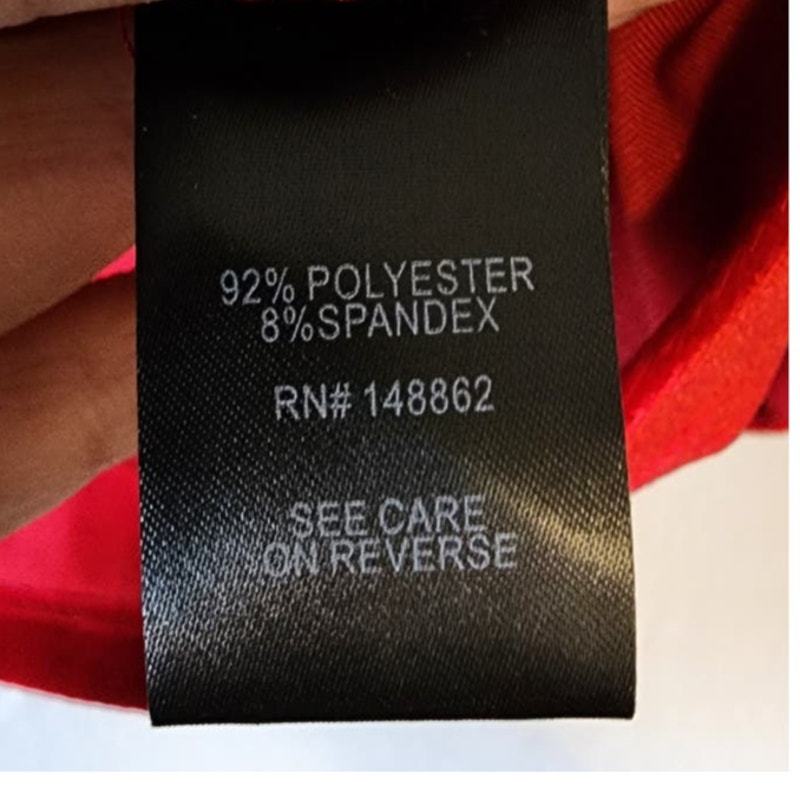 92% POLYESTER
8%SPANDEX
RN# 148862
SEE CARE
ON REVERSE